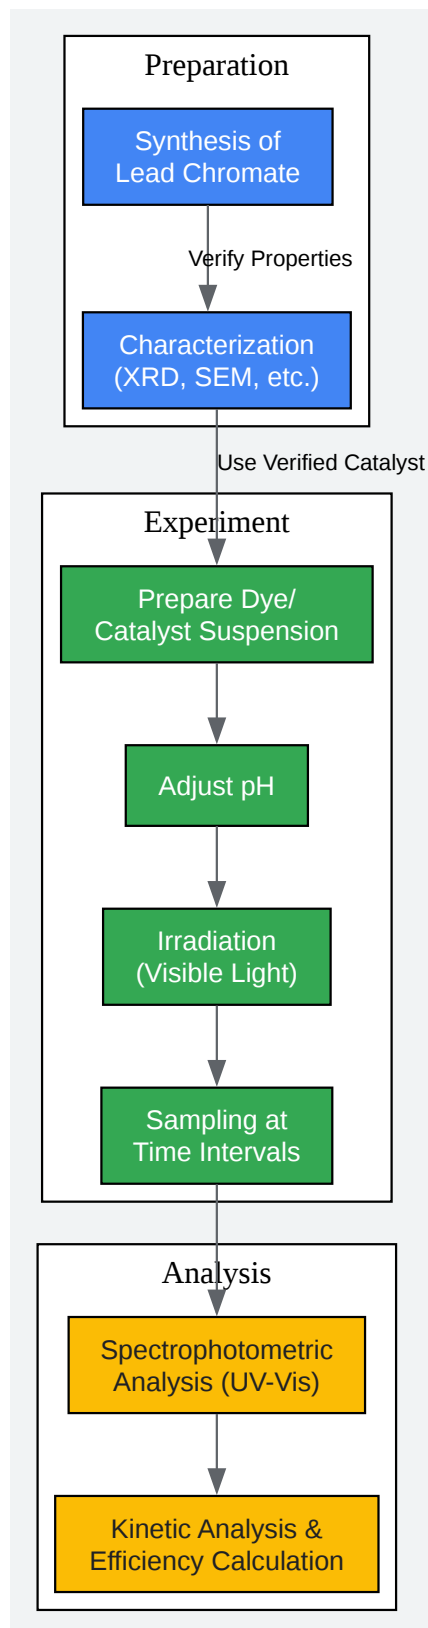 Preparation
Synthesis of
Lead Chromate
Verify Properties
Characterization
(XRD, SEM, etc.)
Use Verified Catalyst
Experiment
Prepare Dye/
Catalyst Suspension
Adjust pH
Irradiation
(Visible Light)
Sampling at
Time Intervals
Analysis
Spectrophotometric
Analysis (UV-Vis)
Kinetic Analysis &
Efficiency Calculation